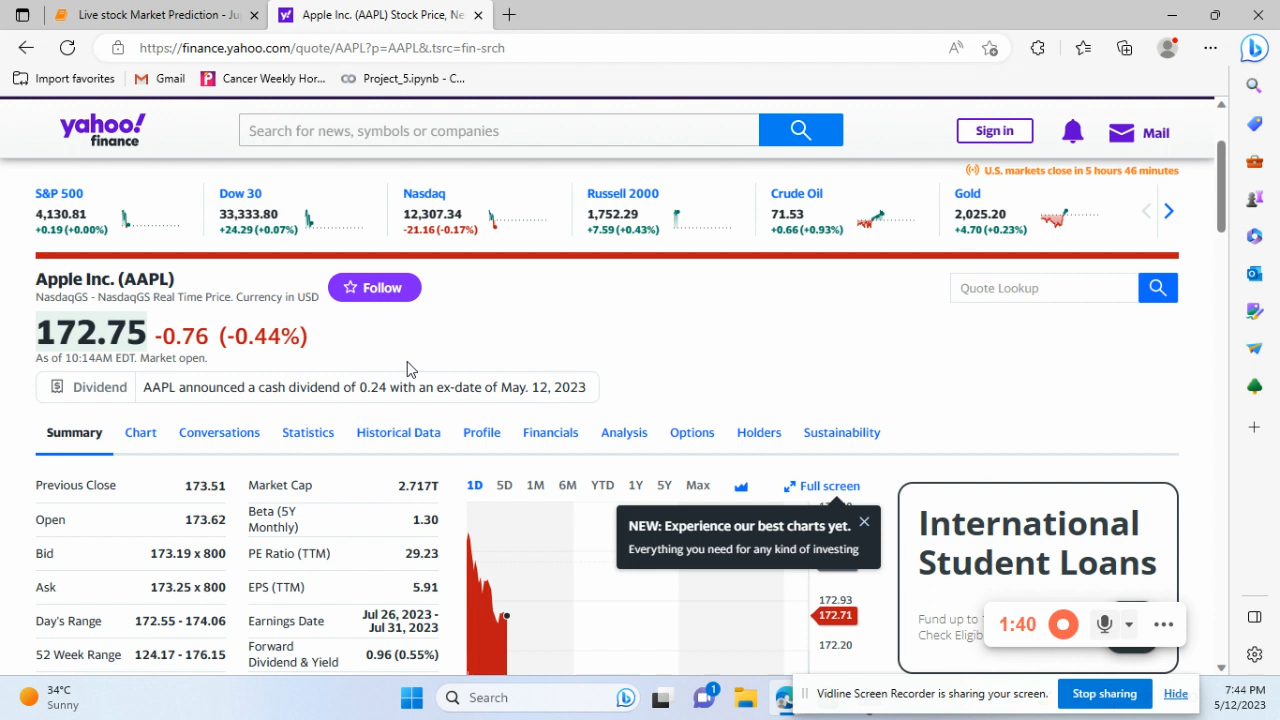 Live stock Market Prediction - Ju
Apple Inc. (AAPL) Stock Price, Ne
https://finance.yahoo.com/quote/AAPL?p=AAPL&.tsrc=fin-srch
Import favorites
Gmail
Cancer Weekly Hor...
Project_5.ipynb - C...
yahoo!
finance
Search for news, symbols or companies
Sign in
Mail
U.S. markets close in 5 hours 46 minutes
S&P 500
4,130.81
+0.19 (+0.00%)
Dow 30
33,333.80
+24.29 (+0.07%)
Nasdaq
12,307.34
-21.16 (-0.17%)
Russell 2000
1,752.29
+7.59 (+0.43%)
Crude Oil
71.53
+0.66 (+0.93%)
Gold
2,025.20
+4.70 (+0.23%)
Apple Inc. (AAPL)
NasdaqGS - NasdaqGS Real Time Price. Currency in USD
Follow
Quote Lookup
172.75 -0.76 (-0.44%)
As of 10:14AM EDT. Market open.
Dividend AAPL announced a cash dividend of 0.24 with an ex-date of May. 12, 2023
Summary Chart Conversations Statistics Historical Data Profile Financials Analysis Options Holders Sustainability
Previous Close 173.51
Open 173.62
Bid 173.19 x 800
Ask 173.25 x 800
Day's Range 172.55 - 174.06
52 Week Range 124.17 - 176.15
Market Cap 2.717T
Beta (5Y
Monthly) 1.30
PE Ratio (TTM) 29.23
EPS (TTM) 5.91
Earnings Date Jul 26, 2023 -
Jul 31, 2023
Forward
Dividend & Yield 0.96 (0.55%)
1D 5D 1M 6M YTD 1Y 5Y Max
Full screen
NEW: Experience our best charts yet.
Everything you need for any kind of investing
172.93
172.71
172.20
International
Student Loans
Fund up to
Check Eligib
1:40
34°C
Sunny
Search
1
Vidline Screen Recorder is sharing your screen.
Stop sharing
Hide
7:44 PM
5/12/2023